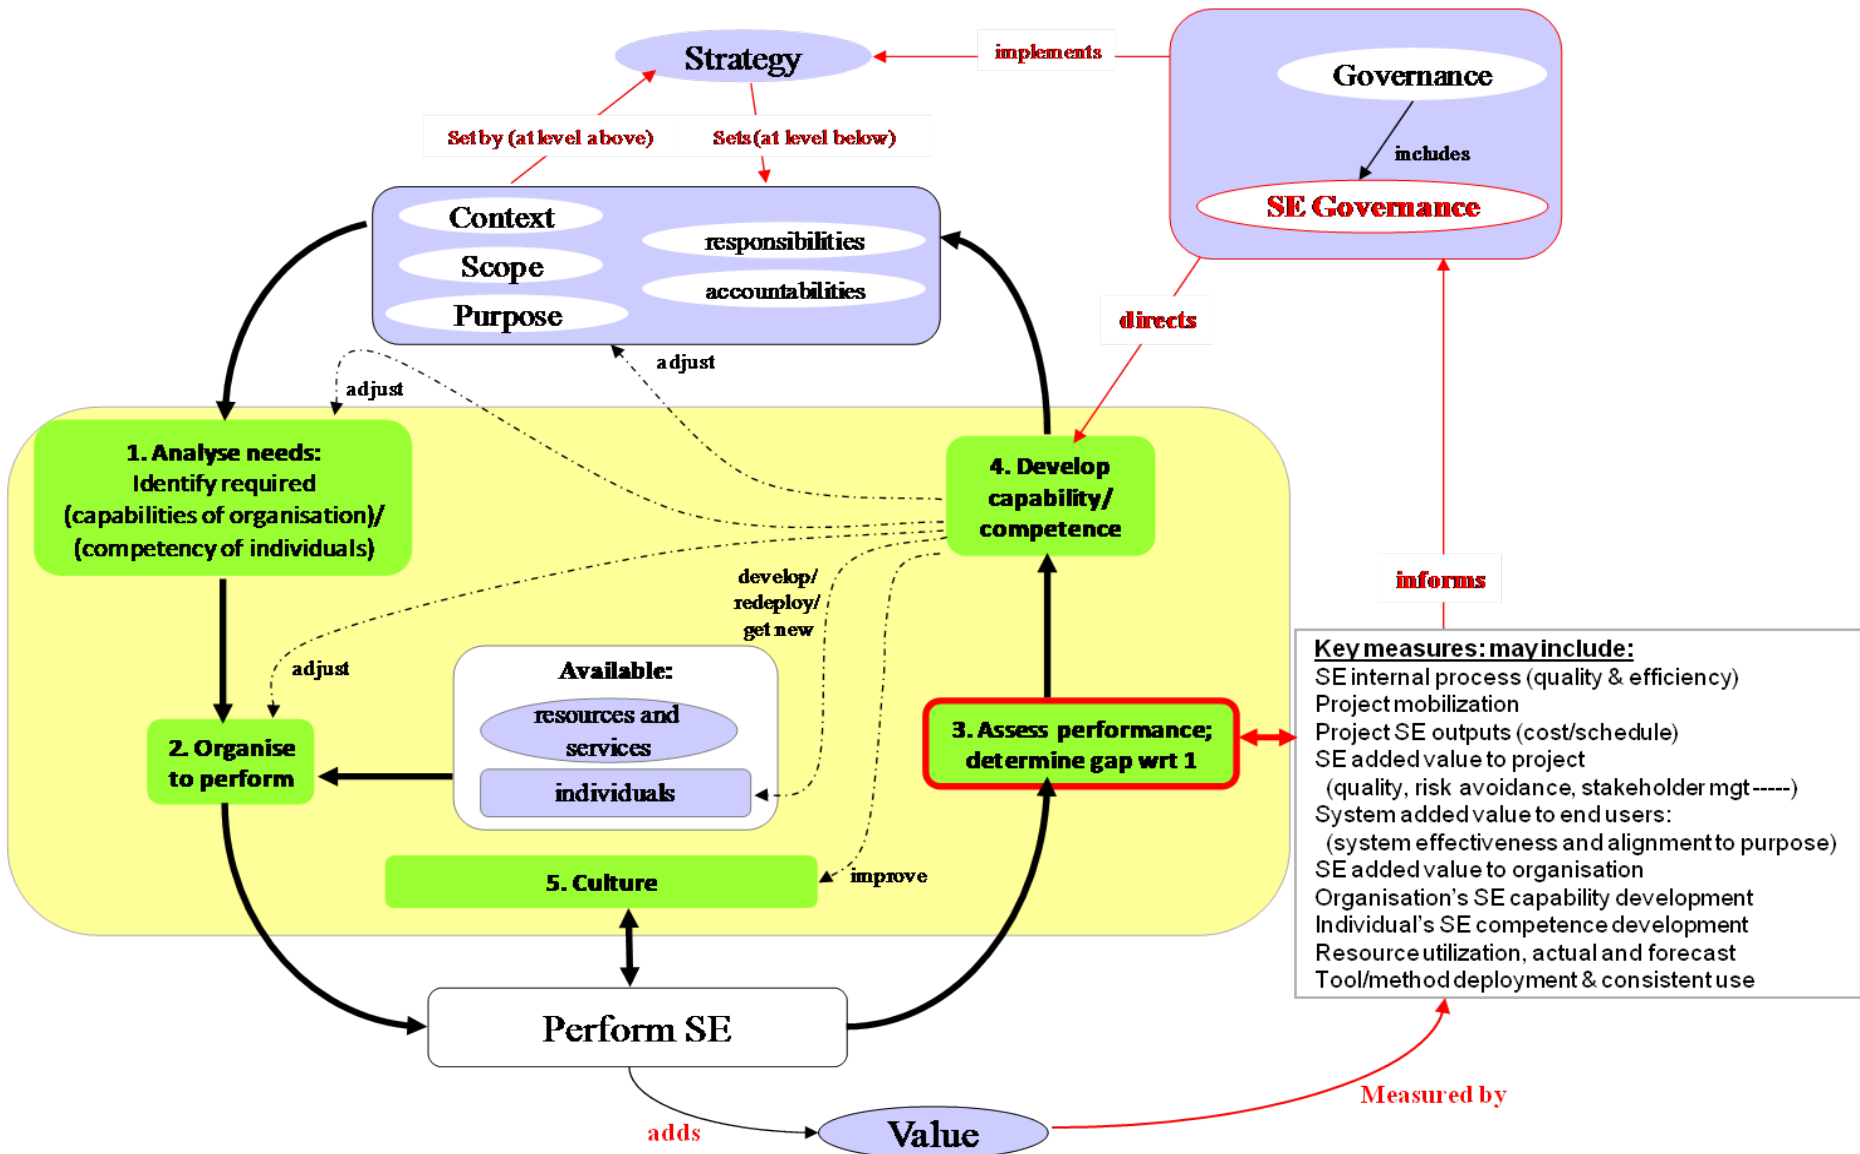 Strategy
implements
Governance
includes
SE Governance
Set by (at level above)
Sets (at level below)
Context
Scope
Purpose
responsibilities
accountabilities
directs
adjust
adjust
1. Analyse needs:
Identify required
(capabilities of organisation)/
(competency of individuals)
4. Develop
capability/
competence
informs
develop/
redeploy/
get new
adjust
Available:
resources and
services
individuals
2. Organise
to perform
3. Assess performance;
determine gap wrt 1
Key measures: may include:
SE internal process (quality & efficiency)
Project mobilization
Project SE outputs (cost/schedule)
SE added value to project
(quality, risk avoidance, stakeholder mgt-----)
System added value to end users:
(system effectiveness and alignment to purpose)
SE added value to organisation
Organisation's SE capability development
Individual's SE competence development
Resource utilization, actual and forecast
Tool/method deployment & consistent use
5. Culture
improve
Perform SE
adds
Value
Measured by